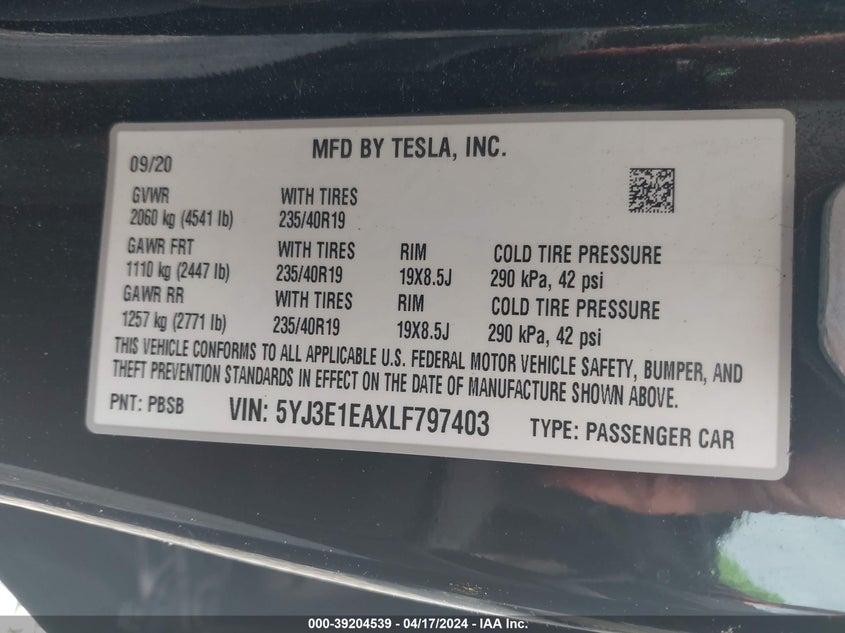 MFD BY TESLA, INC.
09/20
GVWR WITH TIRES
2060 kg (4541 lb) 235/40R19
GAWR FRT WITH TIRES RIM COLD TIRE PRESSURE
1110 kg (2447 lb) 235/40R19 19X8.5J 290 kPa, 42 psi
GAWR RR WITH TIRES RIM COLD TIRE PRESSURE
1257 kg (2771 lb) 235/40R19 19X8.5J 290 kPa, 42 psi
THIS VEHICLE CONFORMS TO ALL APPLICABLE U.S. FEDERAL MOTOR VEHICLE SAFETY, BUMPER, AND
THEFT PREVENTION STANDARDS IN EFFECT ON THE DATE OF MANUFACTURE SHOWN ABOVE.
PNT: PBSB VIN: 5YJ3E1EAXLF797403 TYPE: PASSENGER CAR
000-39204539 - 04/17/2024 - IAA Inc.